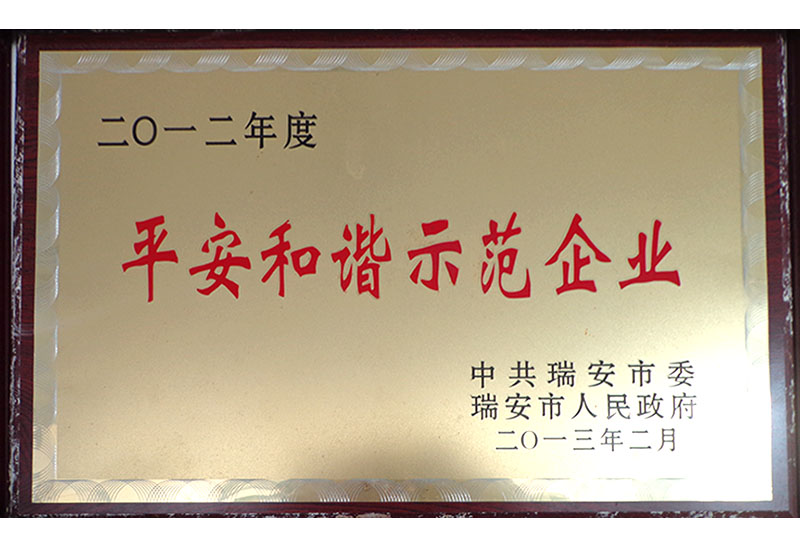 二〇一二年度
平安和谐示范企业
中共瑞安市委
瑞安市人民政府
二〇一三年二月